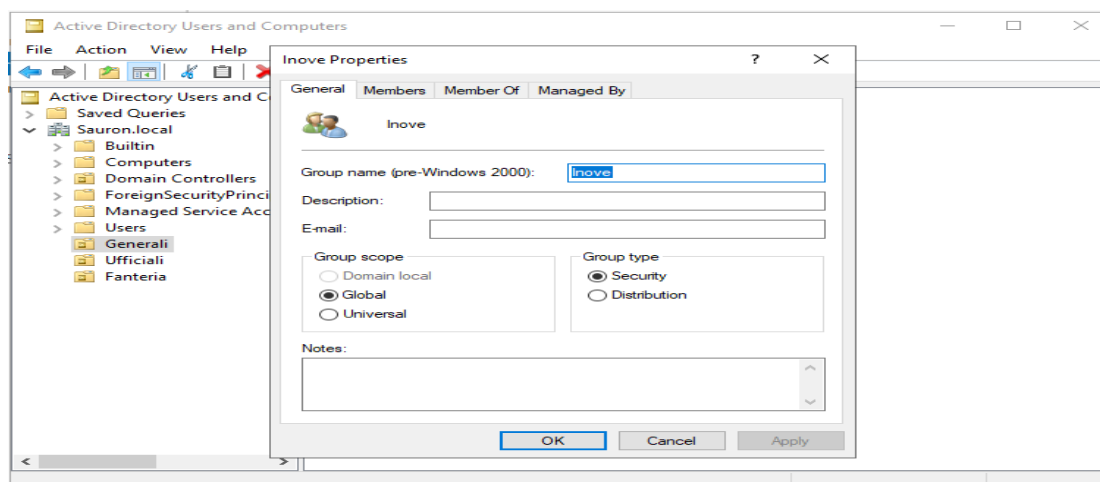 Active Directory Users and Computers
File Action View Help
Active Directory Users and C
Saved Queries
Sauron.local
Builtin
Computers
Domain Controllers
ForeignSecurityPrinci
Managed Service Acc
Users
Generali
Ufficiali
Fanteria
Inove Properties ?
General Members Member Of Managed By
Inove
Group name (pre-Windows 2000): Inove
Description:
E-mail:
Group scope
Domain local
Global
Universal
Group type
Security
Distribution
Notes:
OK Cancel Apply